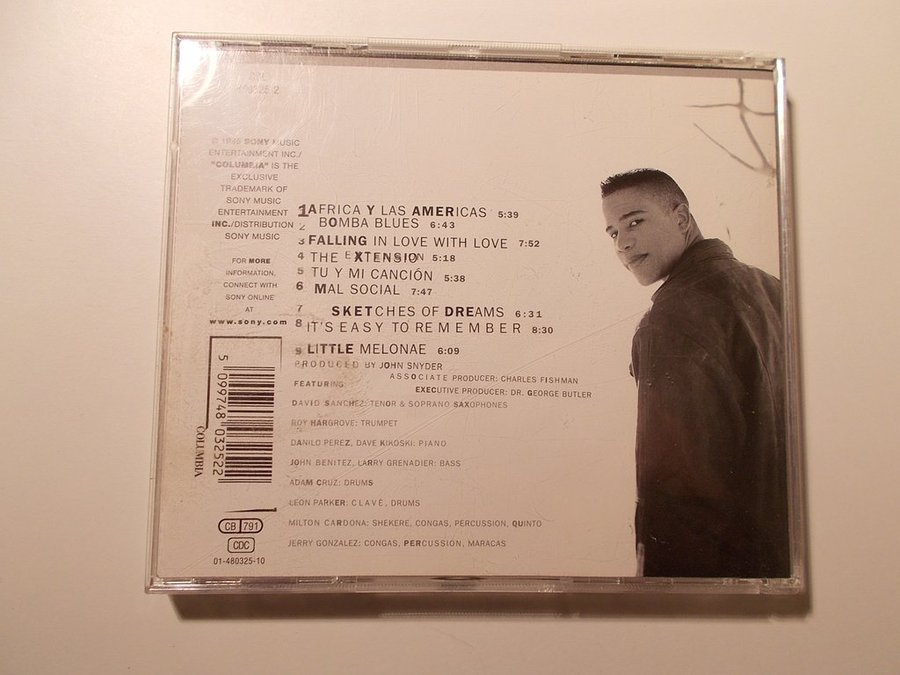 480325 2
SONY MUSIC
ENTERTAINMENT INC./
"COLUMBIA" IS THE
EXCLUSIVE
TRADEMARK OF
SONY MUSIC
ENTERTAINMENT
INC./DISTRIBUTION
SONY MUSIC
FOR MORE
INFORMATION,
CONNECT WITH
SONY ONLINE
AT
www.sony.com
1 AFRICA Y LAS AMERICAS 5:39
2 BOMBA BLUES 6:43
3 FALLING IN LOVE WITH LOVE 7:52
4 THE EXTENSION 5:18
5 TU Y MI CANCIÓN 5:38
6 MAL SOCIAL 7:47
7 SKETCHES OF DREAMS 6:31
8 IT'S EASY TO REMEMBER 8:30
9 LITTLE MELONAE 6:09
PRODUCED BY JOHN SNYDER
ASSOCIATE PRODUCER: CHARLES FISHMAN
EXECUTIVE PRODUCER: DR. GEORGE BUTLER
FEATURING:
DAVID SANCHEZ: TENOR & SOPRANO SAXOPHONES
ROY HARGROVE: TRUMPET
DANILO PEREZ, DAVE KIKOSKI: PIANO
JOHN BENITEZ, LARRY GRENADIER: BASS
ADAM CRUZ: DRUMS
LEON PARKER: CLAVÉ, DRUMS
MILTON CARDONA: SHEKERE, CONGAS, PERCUSSION, QUINTO
JERRY GONZALEZ: CONGAS, PERCUSSION, MARACAS
5 099748 032522
COLUMBIA
CB 791
CDC
01-480325-10